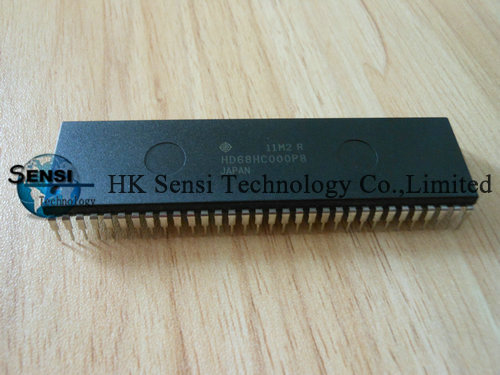 11M2 R
HD68HC000P8
JAPAN
SENSI
Technology
HK Sensi Technology Co.,Limited